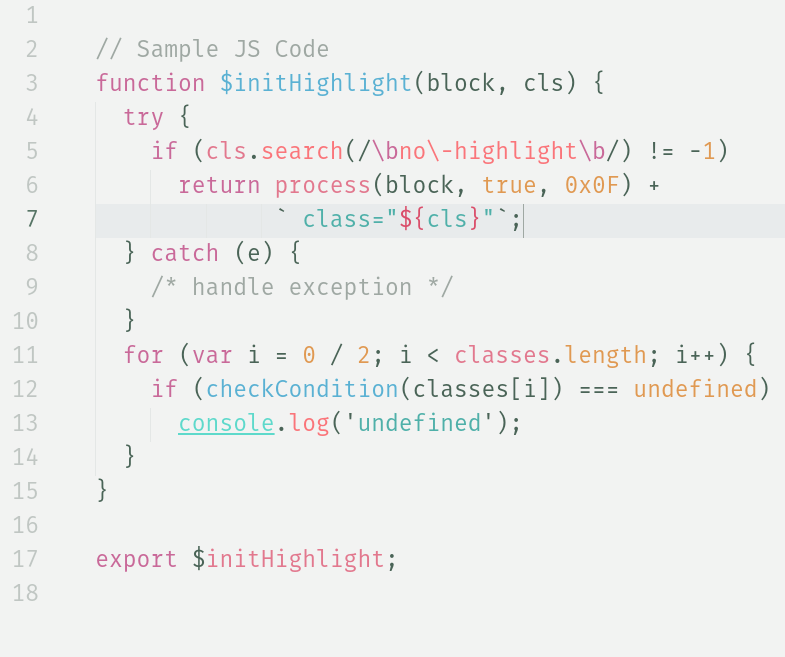 1
2 // Sample JS Code
3 function $initHighlight(block, cls) {
4   try {
5     if (cls.search(/\bno\-highlight\b/) != -1)
6       return process(block, true, 0x0F) +
7              ` class="${cls}"`;
8   } catch (e) {
9     /* handle exception */
10   }
11   for (var i = 0 / 2; i < classes.length; i++) {
12     if (checkCondition(classes[i]) === undefined)
13       console.log('undefined');
14   }
15 }
16
17 export $initHighlight;
18